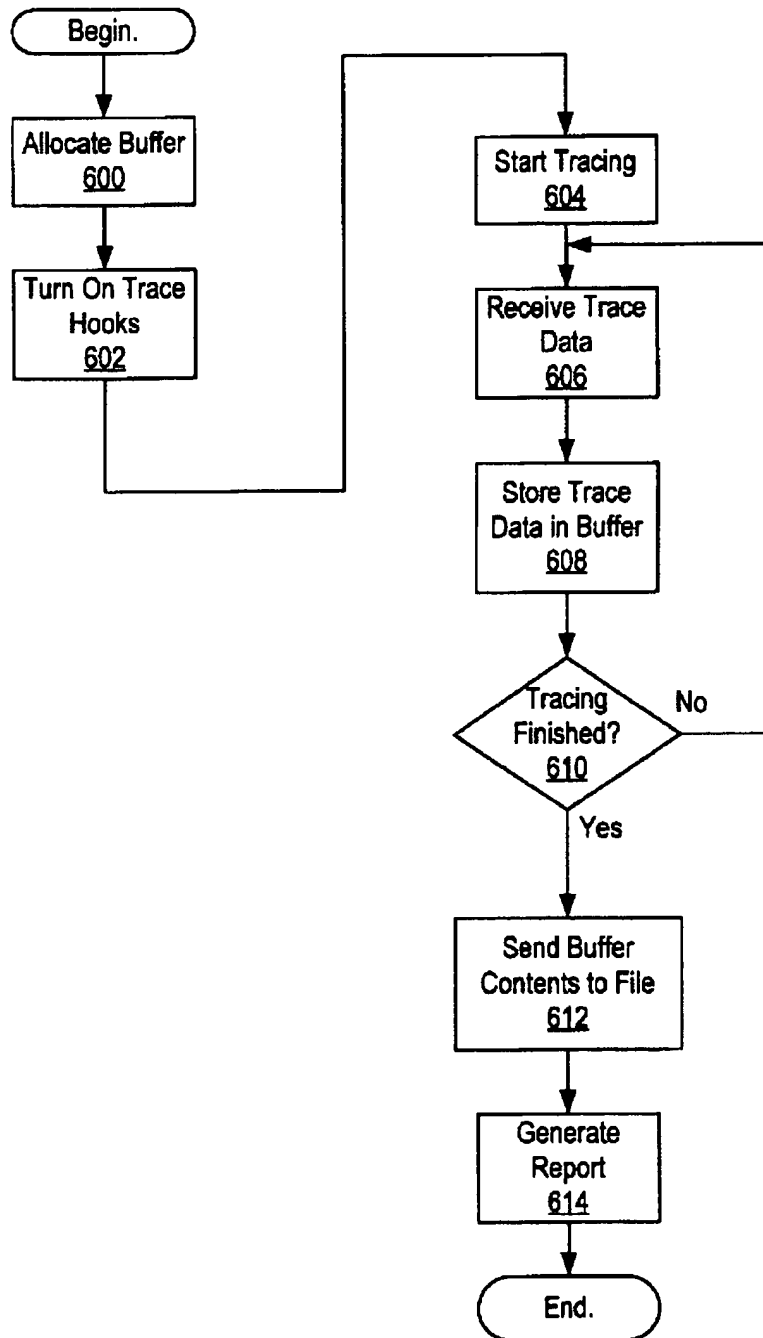 Begin.
Allocate Buffer
600
Turn On Trace
Hooks
602
Start Tracing
604
Receive Trace
Data
606
Store Trace
Data in Buffer
608
Tracing
Finished?
610
No
Yes
Send Buffer
Contents to File
612
Generate
Report
614
End.